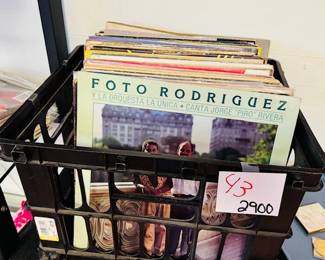 FOTO RODRIGUEZ
Y LA ORQUESTA LA UNICA • CANTA JORGE "PIRO" RIVERA
43
2900